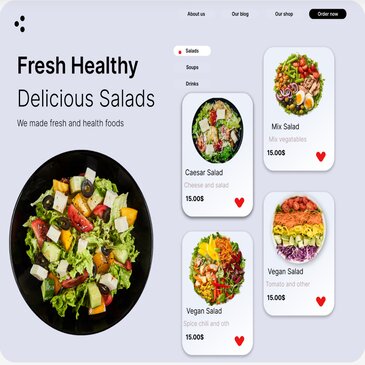 About us
Our blog
Our shop
Order now
Fresh Healthy
Delicious Salads
We made fresh and health foods
Salads
Soups
Drinks
Caesar Salad
Cheese and salad
15.00$
Mix Salad
Mix vegatables
15.00$
Vegan Salad
Spice chili and oth
15.00$
Vegan Salad
Tomato and other
15.00$